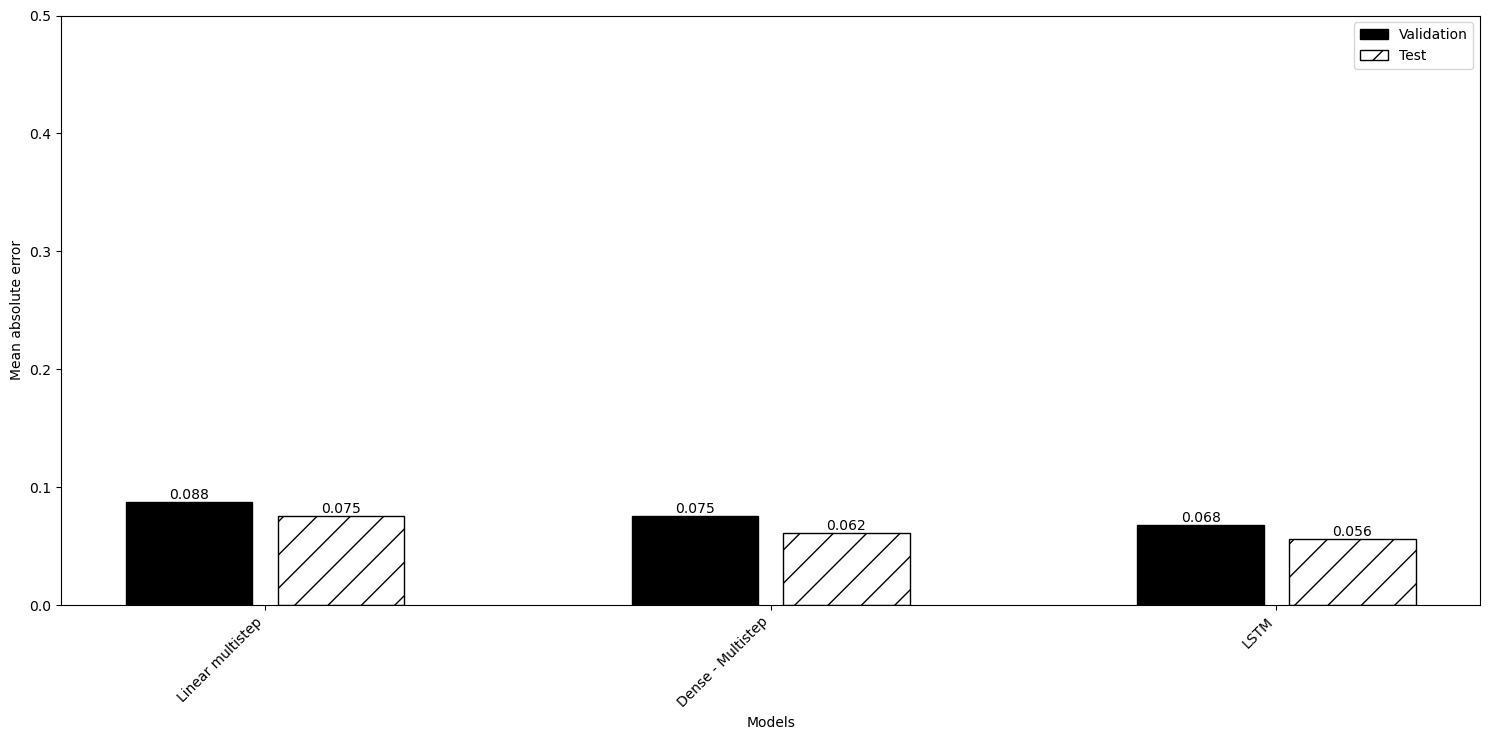 0.5
0.4
0.3
0.2
0.1
0.0
Mean absolute error
Validation
Test
0.088
0.075
0.075
0.062
0.068
0.056
Linear multistep
Dense - Multistep
LSTM
Models